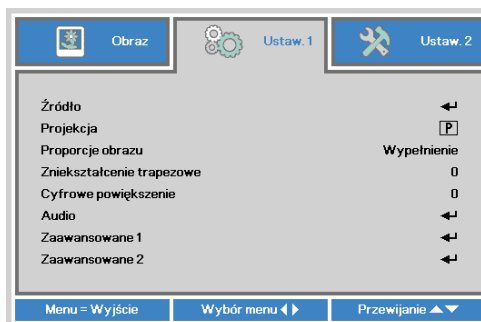 Obraz Ustaw. 1 Ustaw. 2
Źródło
Projekcja P
Proporcje obrazu Wypełnienie
Zniekształcenie trapezowe 0
Cyfrowe powiększenie 0
Audio
Zaawansowane 1
Zaawansowane 2
Menu = Wyjście Wybór menu Przewijanie